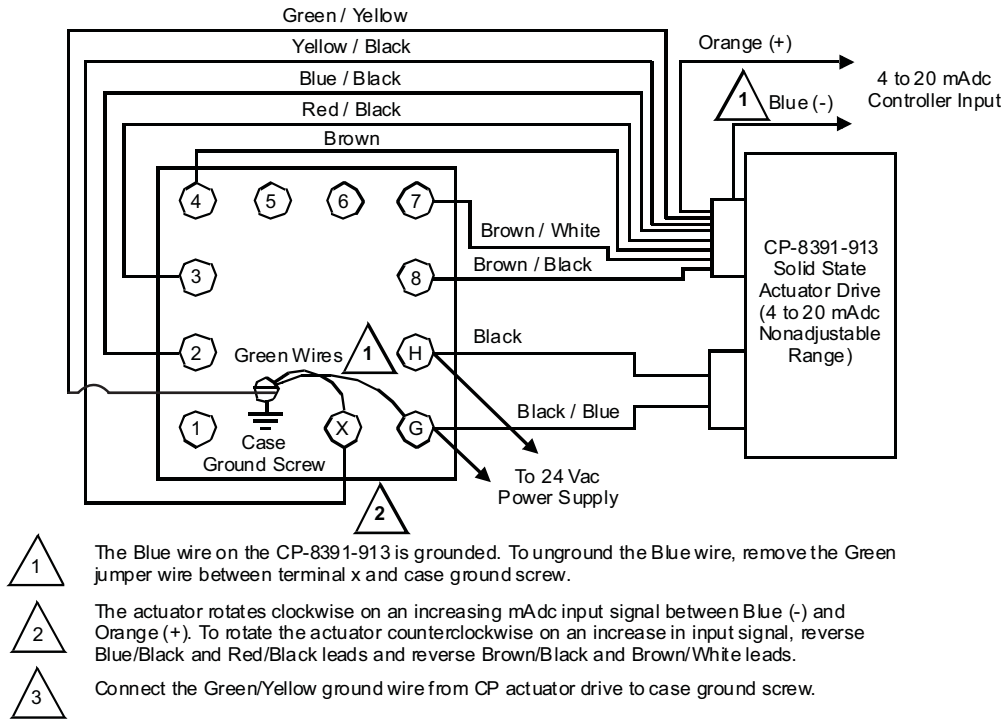 Green / Yellow
Yellow / Black
Blue / Black
Red / Black
Brown
Orange (+)
1
Blue (-)
4 to 20 mAdc
Controller Input
4
5
6
7
Brown / White
Brown / Black
3
8
CP-8391-913
Solid State
Actuator Drive
(4 to 20 mAdc
Nonadjustable
Range)
2
Green Wires
1
H
Black
1
X
G
Black / Blue
Case
Ground Screw
To 24 Vac
Power Supply
2
1
The Blue wire on the CP-8391-913 is grounded. To unground the Blue wire, remove the Green
jumper wire between terminal x and case ground screw.
2
The actuator rotates clockwise on an increasing mAdc input signal between Blue (-) and
Orange (+). To rotate the actuator counterclockwise on an increase in input signal, reverse
Blue/Black and Red/Black leads and reverse Brown/Black and Brown/White leads.
3
Connect the Green/Yellow ground wire from CP actuator drive to case ground screw.